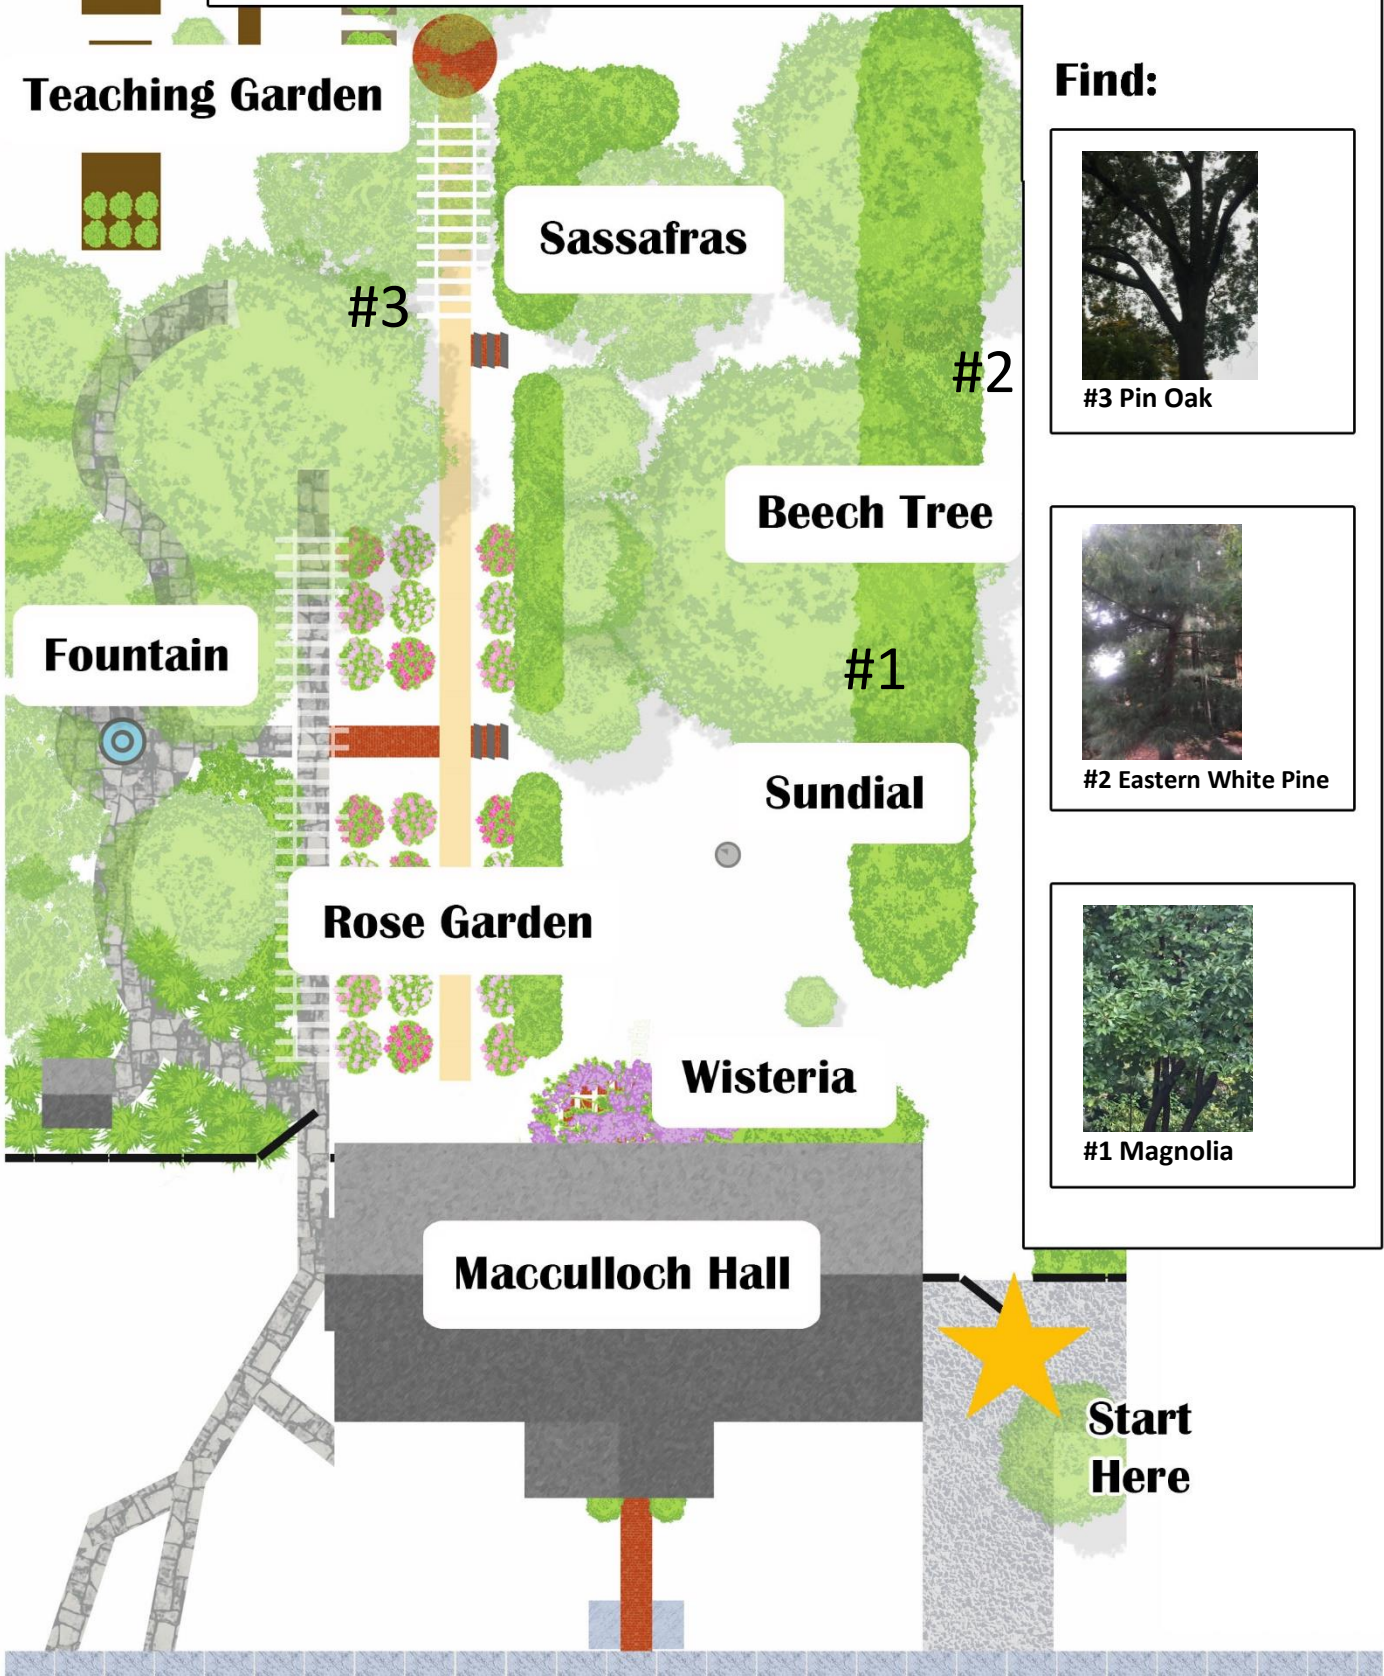 Teaching Garden
Sassafras
#3
#2
Beech Tree
Fountain
#1
Sundial
Rose Garden
Wisteria
Macculloch Hall
Start
Here
Find:
#3 Pin Oak
#2 Eastern White Pine
#1 Magnolia